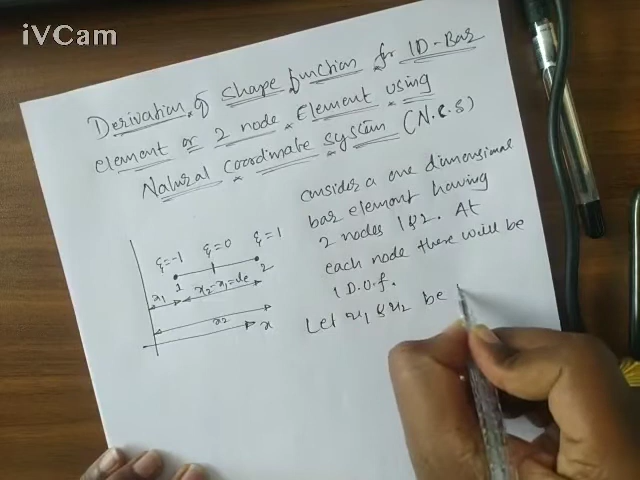 iVCam
Derivation of Shape function for 1D-Bar
element or 2 node Element using
Natural coordinate system (N.C.S)
consider a one dimensional
bar element having
2 nodes 1 & 2. At
each node there will be
1 D.O.f.
Let u₁ & u₂ be
ξ=-1 ξ=0 ξ=1
1 2
x₁ x₂-x₁=le
x₂
x